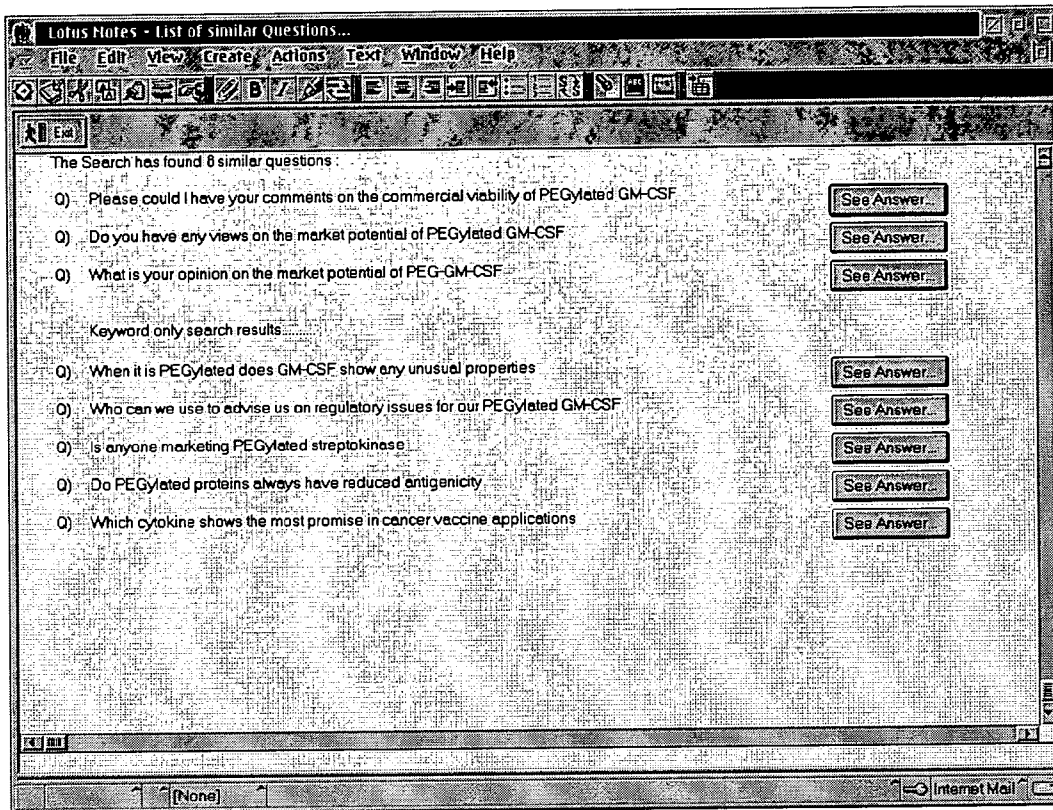 Lotus Notes - List of similar Questions...
File Edit View Create Actions Text Window Help
B I
Exit
The Search has found 8 similar questions :
Q) Please could I have your comments on the commercial viability of PEGylated GM-CSF See Answer...
Q) Do you have any views on the market potential of PEGylated GM-CSF See Answer...
Q) What is your opinion on the market potential of PEG-GM-CSF See Answer...
Keyword only search results.....
Q) When it is PEGylated does GM-CSF show any unusual properties See Answer...
Q) Who can we use to advise us on regulatory issues for our PEGylated GM-CSF See Answer...
Q) Is anyone marketing PEGylated streptokinase See Answer...
Q) Do PEGylated proteins always have reduced antigenicity See Answer...
Q) Which cytokine shows the most promise in cancer vaccine applications See Answer...
[None] Internet Mail